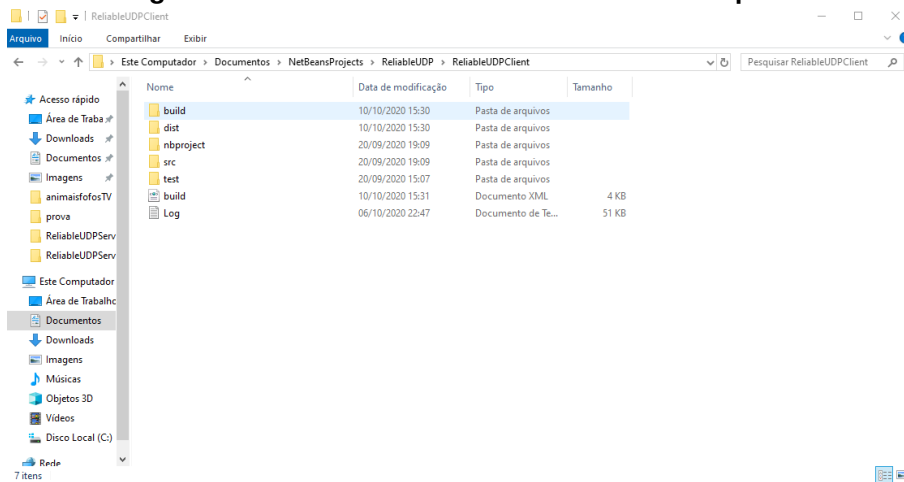 ReliableUDPClient
Arquivo Início Compartilhar Exibir
Este Computador > Documentos > NetBeansProjects > ReliableUDP > ReliableUDPClient Pesquisar ReliableUDPClient
Nome Data de modificação Tipo Tamanho
Acesso rápido
Área de Traba
Downloads
Documentos
Imagens
animaisfofosTV
prova
ReliableUDPServ
ReliableUDPServ
Este Computador
Área de Trabalho
Documentos
Downloads
Imagens
Músicas
Objetos 3D
Vídeos
Disco Local (C:)
Rede
build 10/10/2020 15:30 Pasta de arquivos
dist 10/10/2020 15:30 Pasta de arquivos
nbproject 20/09/2020 19:09 Pasta de arquivos
src 20/09/2020 19:09 Pasta de arquivos
test 20/09/2020 15:07 Pasta de arquivos
build 10/10/2020 15:31 Documento XML 4 KB
Log 06/10/2020 22:47 Documento de Te... 51 KB
7 itens